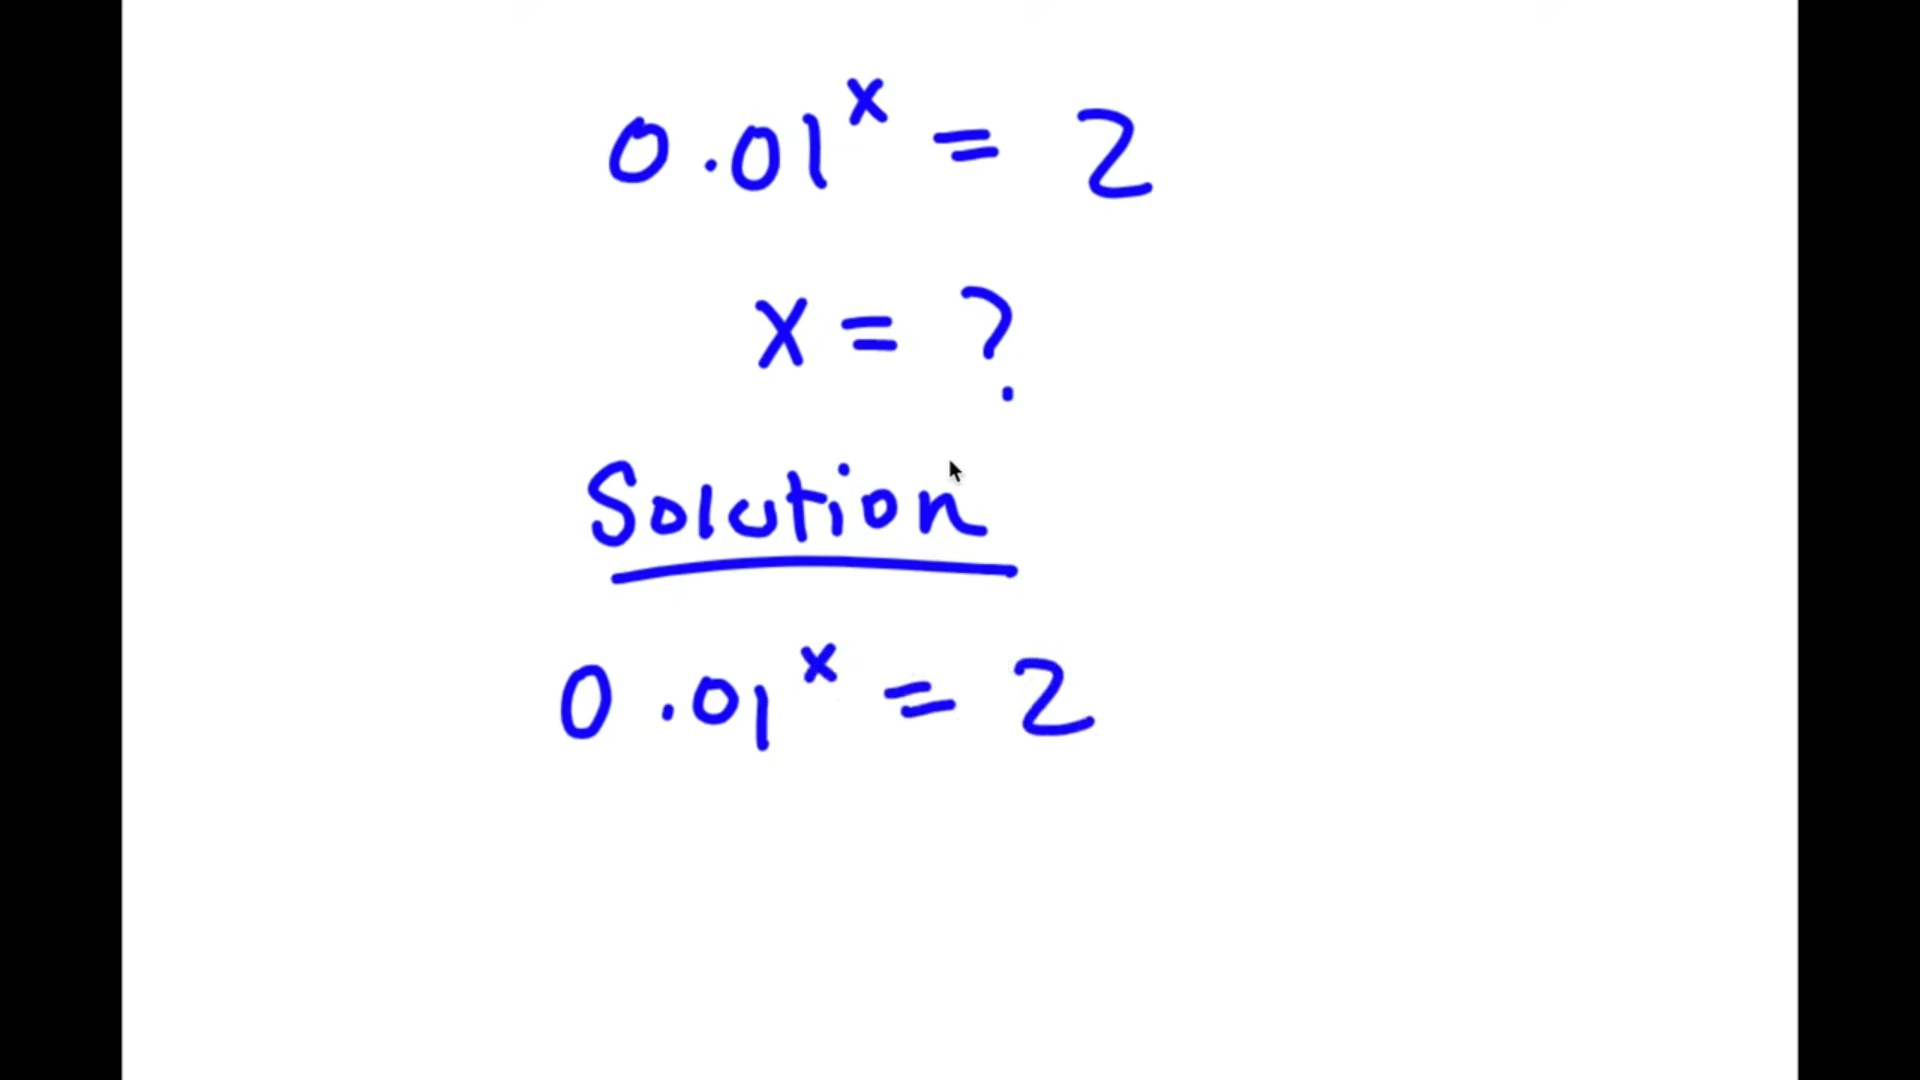 0.01^x = 2
x = ?
Solution
0.01^x = 2